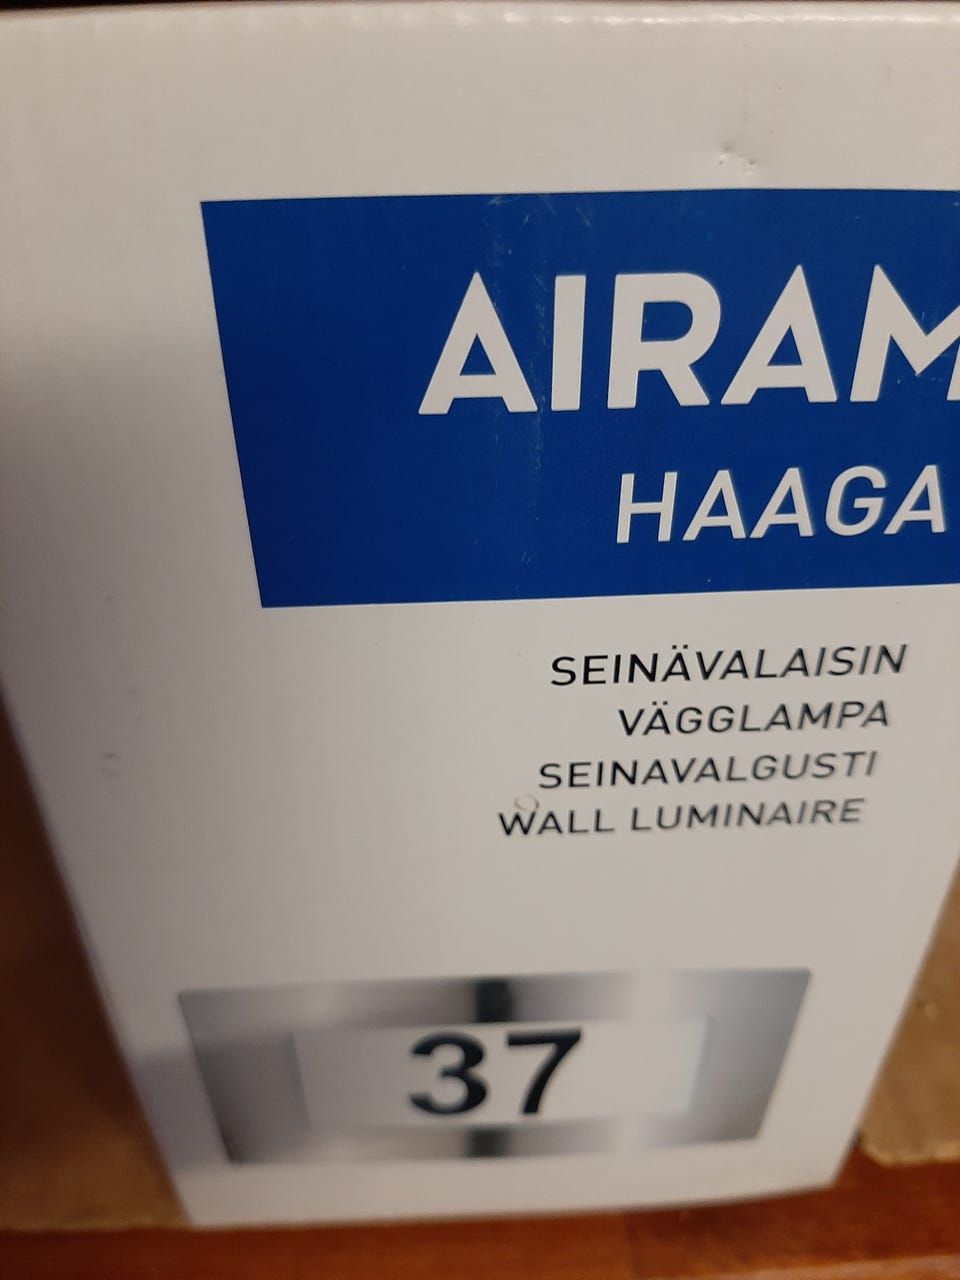 AIRAM
HAAGA
SEINÄVALAISIN
VÄGGLAMPA
SEINAVALGUSTI
WALL LUMINAIRE
37